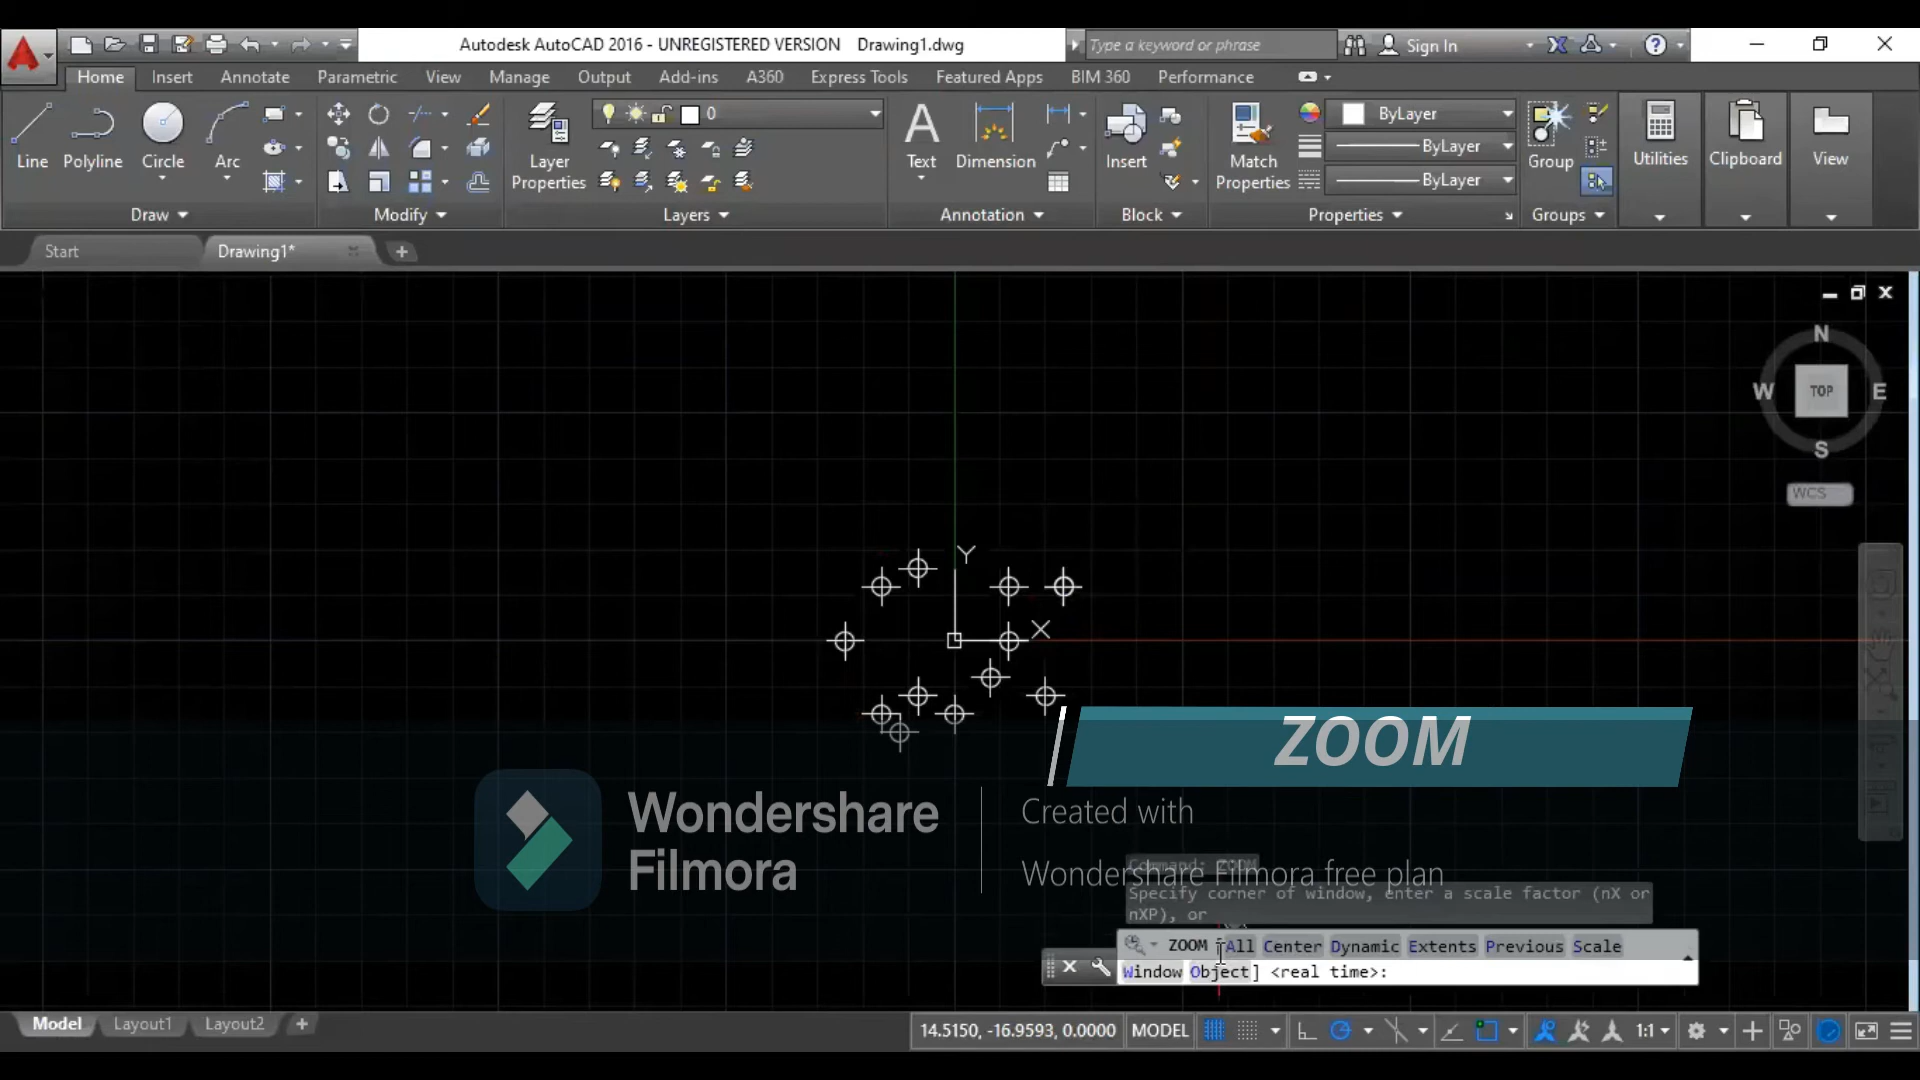 Autodesk AutoCAD 2016 - UNREGISTERED VERSION Drawing1.dwg
Type a keyword or phrase
Sign In
Home Insert Annotate Parametric View Manage Output Add-ins A360 Express Tools Featured Apps BIM 360 Performance
Line Polyline Circle Arc
Layer Properties
0
Text Dimension
Insert
Match Properties
ByLayer
ByLayer
ByLayer
Group
Utilities Clipboard View
Draw Modify Layers Annotation Block Properties Groups
Start Drawing1*
N
W TOP E
S
WCS
Y
X
ZOOM
Wondershare
Filmora
Created with
Wondershare Filmora free plan
Command: ZOOM
Specify corner of window, enter a scale factor (nX or
nXP), or
ZOOM [All Center Dynamic Extents Previous Scale
Window Object] <real time>:
Model Layout1 Layout2
14.5150, -16.9593, 0.0000 MODEL 1:1